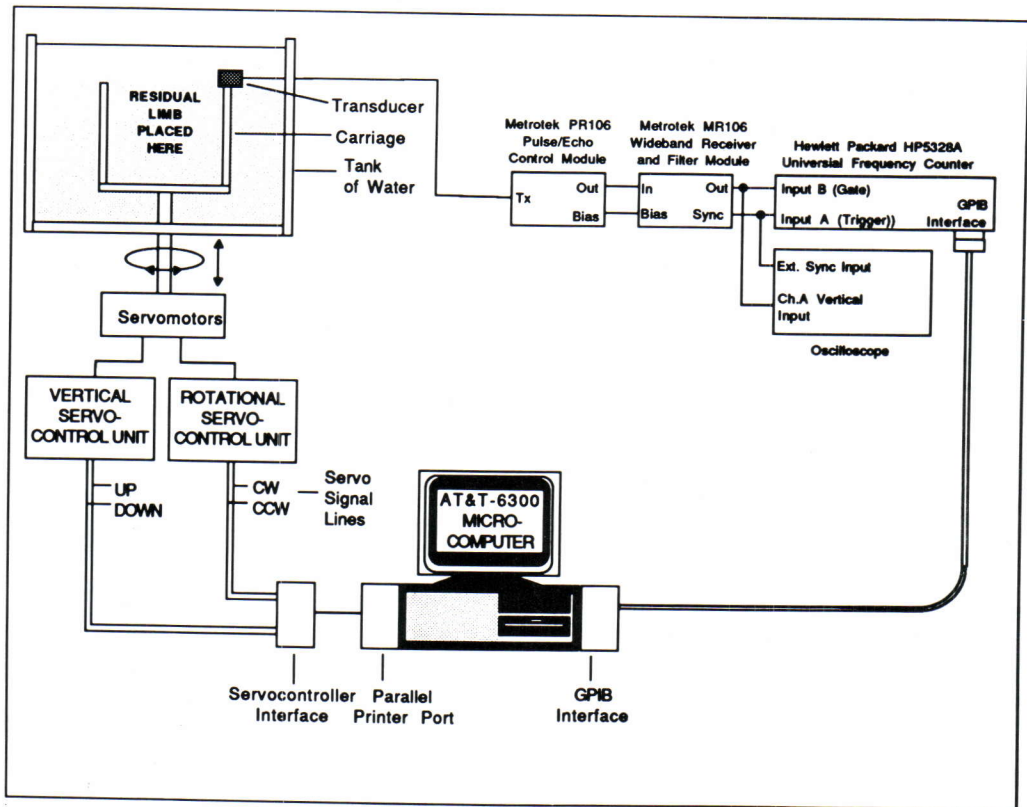 RESIDUAL
LIMB
PLACED
HERE
Transducer
Carriage
Tank
of Water
Metrotek PR106
Pulse/Echo
Control Module
Tx
Out
Bias
Metrotek MR106
Wideband Receiver
and Filter Module
In
Out
Bias
Sync
Hewlett Packard HP5328A
Universial Frequency Counter
Input B (Gate)
GPIB
Interface
Input A (Trigger))
Ext. Sync Input
Ch.A Vertical
Input
Oscilloscope
Servomotors
VERTICAL
SERVO-
CONTROL UNIT
ROTATIONAL
SERVO-
CONTROL UNIT
UP
DOWN
CW
CCW
Servo
Signal
Lines
AT&T-6300
MICRO-
COMPUTER
Servocontroller
Interface
Parallel
Printer Port
GPIB
Interface